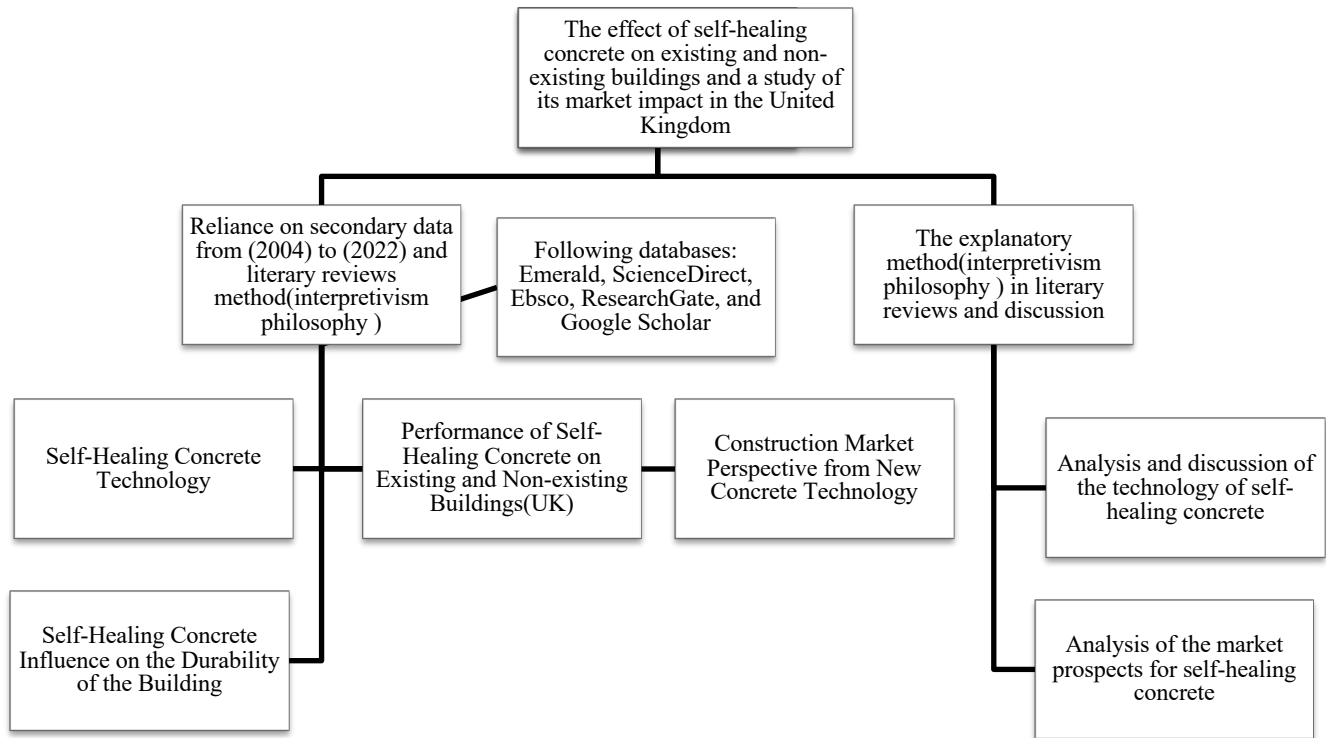 The effect of self-healing
concrete on existing and non-
existing buildings and a study of
its market impact in the United
Kingdom
Reliance on secondary data
from (2004) to (2022) and
literary reviews
method(interpretivism
philosophy )
Following databases:
Emerald, ScienceDirect,
Ebsco, ResearchGate, and
Google Scholar
The explanatory
method(interpretivism
philosophy ) in literary
reviews and discussion
Self-Healing Concrete
Technology
Performance of Self-
Healing Concrete on
Existing and Non-existing
Buildings(UK)
Construction Market
Perspective from New
Concrete Technology
Analysis and discussion of
the technology of self-
healing concrete
Self-Healing Concrete
Influence on the Durability
of the Building
Analysis of the market
prospects for self-healing
concrete